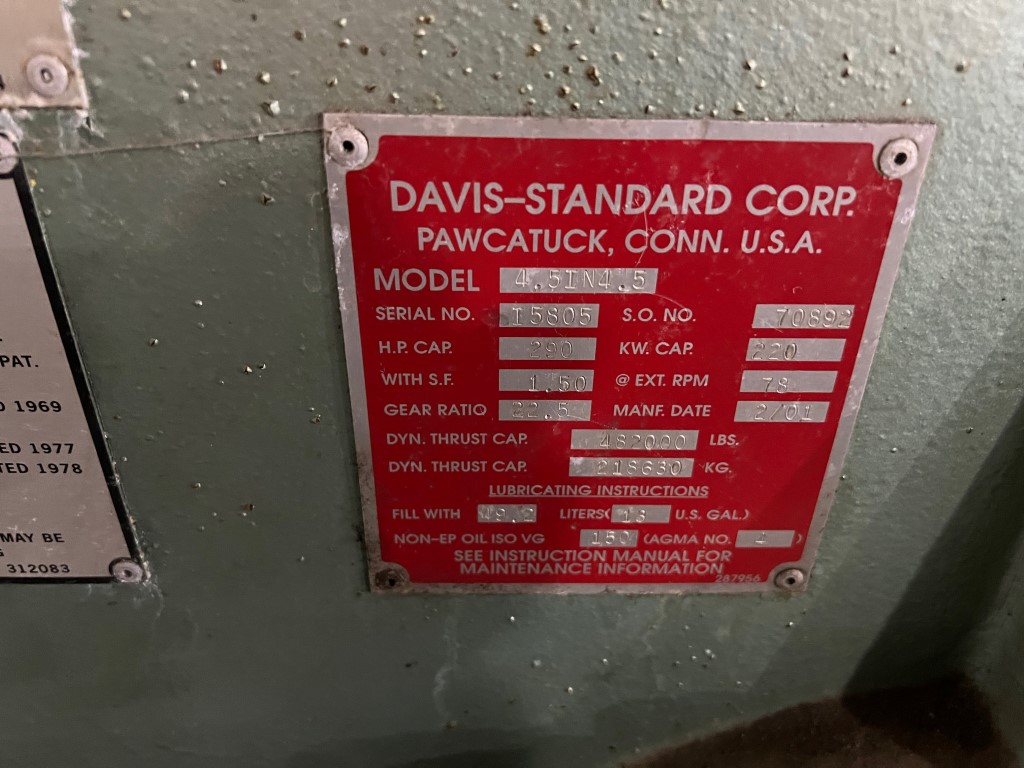 PAT.
1969
ED 1977
TED 1978
MAY BE
312083
DAVIS–STANDARD CORP.
PAWCATUCK, CONN. U.S.A.
MODEL 4.5IN4.5
SERIAL NO. I5805 S.O. NO. 70892
H.P. CAP. 290 KW. CAP. 220
WITH S.F. 1.50 @ EXT. RPM 78
GEAR RATIO 22.5 MANF. DATE 2/01
DYN. THRUST CAP. 482000 LBS.
DYN. THRUST CAP. 218630 KG.
LUBRICATING INSTRUCTIONS
FILL WITH 49.2 LITERS( 13 U.S. GAL.)
NON-EP OIL ISO VG 150 (AGMA NO. 4 )
SEE INSTRUCTION MANUAL FOR
MAINTENANCE INFORMATION
287956